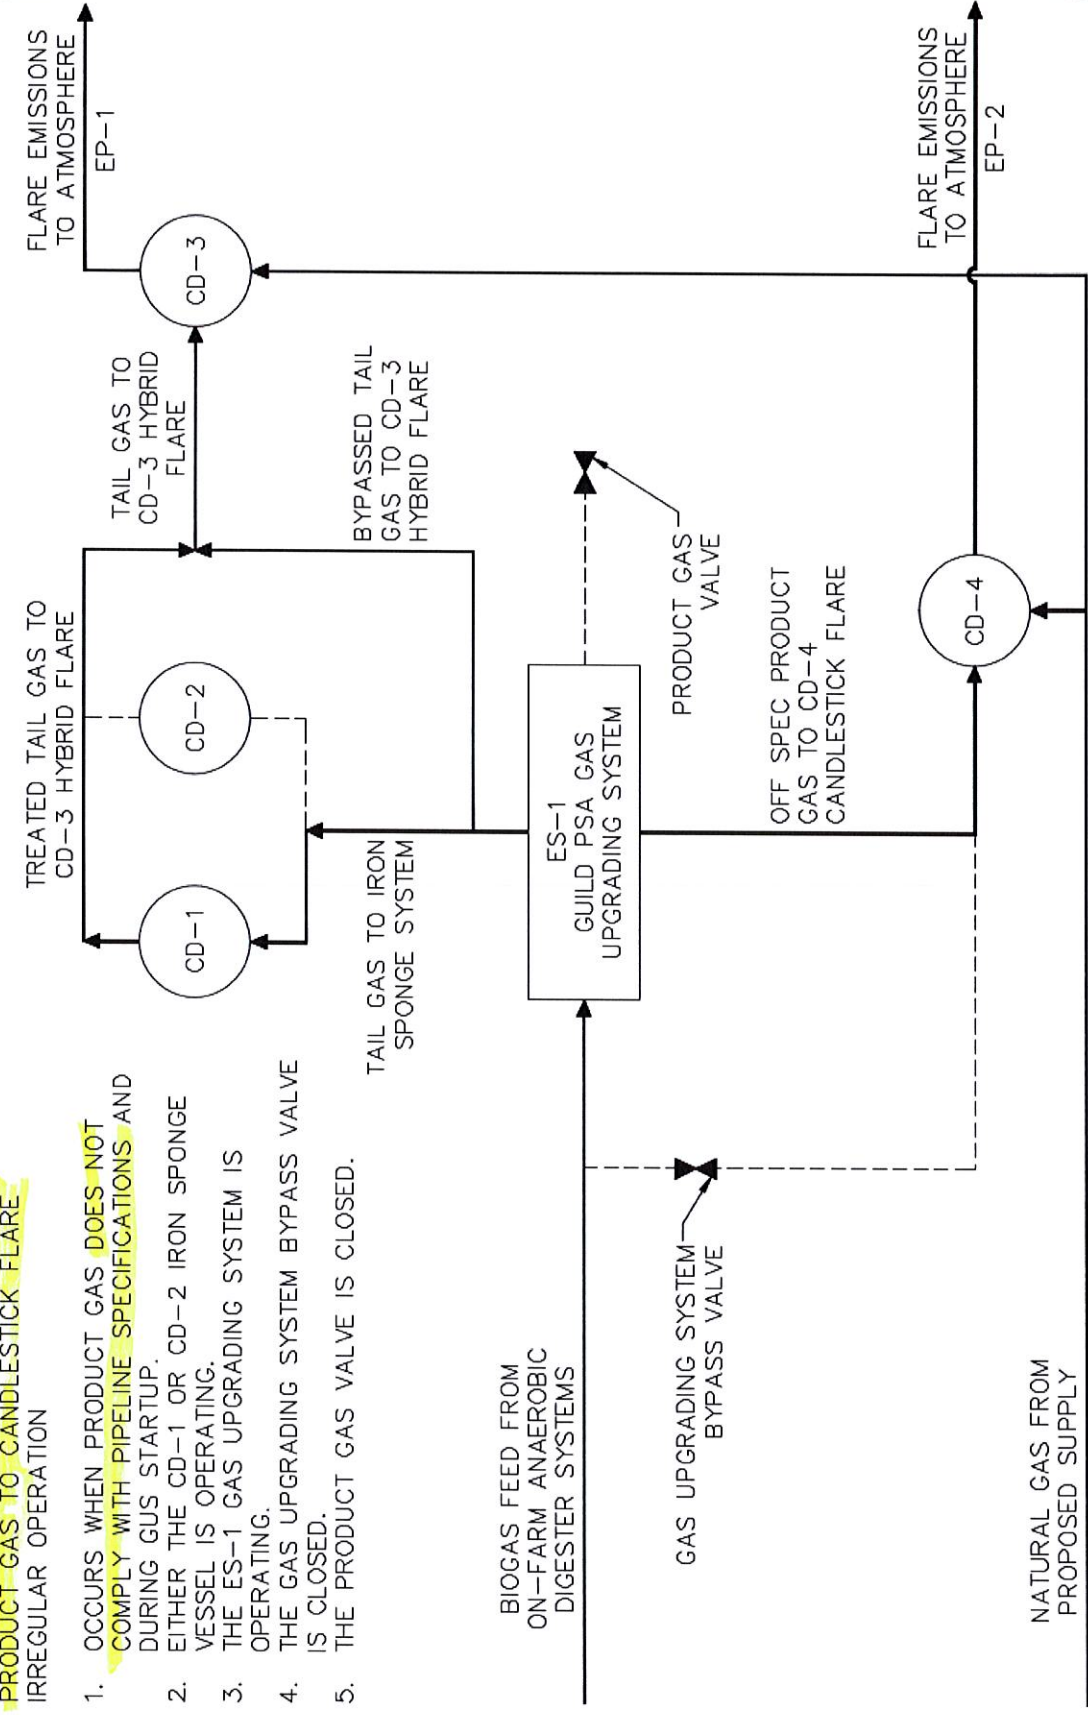 PRODUCT GAS TO CANDLESTICK FLARE
IRREGULAR OPERATION
1. OCCURS WHEN PRODUCT GAS DOES NOT
COMPLY WITH PIPELINE SPECIFICATIONS AND
DURING GUS STARTUP.
2. EITHER THE CD-1 OR CD-2 IRON SPONGE
VESSEL IS OPERATING.
3. THE ES-1 GAS UPGRADING SYSTEM IS
OPERATING.
4. THE GAS UPGRADING SYSTEM BYPASS VALVE
IS CLOSED.
5. THE PRODUCT GAS VALVE IS CLOSED.
TREATED TAIL GAS TO
CD-3 HYBRID FLARE
CD-1
CD-2
TAIL GAS TO
CD-3 HYBRID
FLARE
CD-3
FLARE EMISSIONS
TO ATMOSPHERE
EP-1
TAIL GAS TO IRON
SPONGE SYSTEM
BYPASSED TAIL
GAS TO CD-3
HYBRID FLARE
BIOGAS FEED FROM
ON-FARM ANAEROBIC
DIGESTER SYSTEMS
ES-1
GUILD PSA GAS
UPGRADING SYSTEM
PRODUCT GAS
VALVE
GAS UPGRADING SYSTEM
BYPASS VALVE
OFF SPEC PRODUCT
GAS TO CD-4
CANDLESTICK FLARE
CD-4
FLARE EMISSIONS
TO ATMOSPHERE
EP-2
NATURAL GAS FROM
PROPOSED SUPPLY